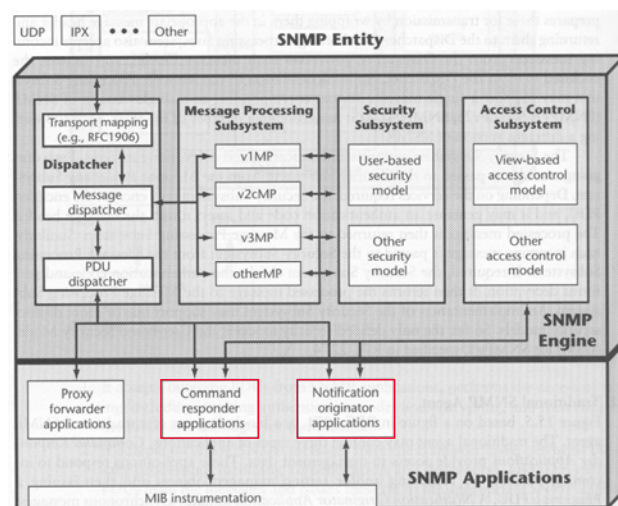 UDP
IPX
• • •
Other
SNMP Entity
Transport mapping
(e.g., RFC1906)
Dispatcher
Message
dispatcher
PDU
dispatcher
Message Processing
Subsystem
v1MP
v2cMP
v3MP
otherMP
Security
Subsystem
User-based
security
model
Other
security
model
Access Control
Subsystem
View-based
access control
model
Other
access control
model
SNMP
Engine
Proxy
forwarder
applications
Command
responder
applications
Notification
originator
applications
SNMP Applications
MIB instrumentation